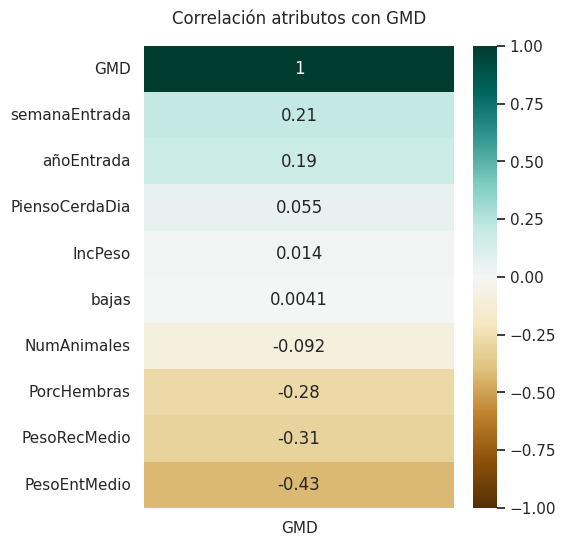 Correlación atributos con GMD
GMD 1
semanaEntrada 0.21
añoEntrada 0.19
PiensoCerdaDia 0.055
IncPeso 0.014
bajas 0.0041
NumAnimales -0.092
PorcHembras -0.28
PesoRecMedio -0.31
PesoEntMedio -0.43
GMD
1.00
0.75
0.50
0.25
0.00
−0.25
−0.50
−0.75
−1.00